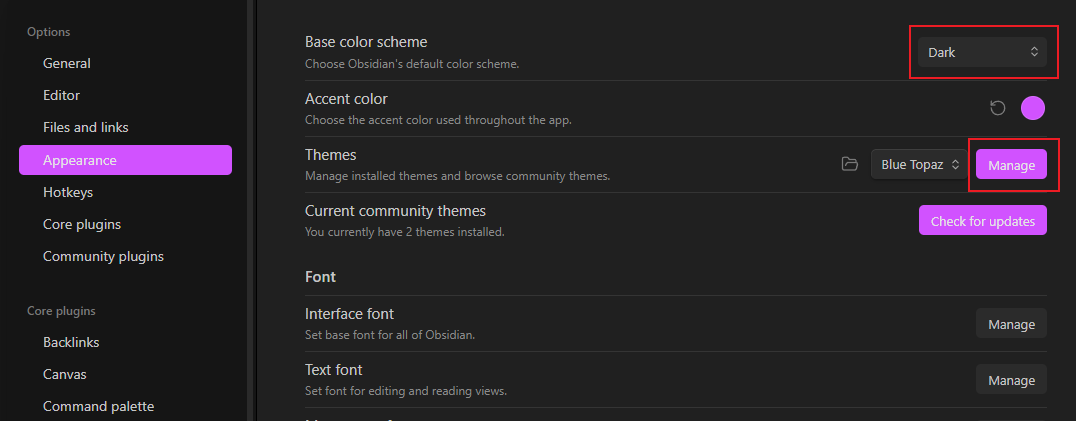 Options
General
Editor
Files and links
Appearance
Hotkeys
Core plugins
Community plugins
Core plugins
Backlinks
Canvas
Command palette
Base color scheme
Choose Obsidian's default color scheme.
Dark
Accent color
Choose the accent color used throughout the app.
Themes
Manage installed themes and browse community themes.
Blue Topaz
Manage
Current community themes
You currently have 2 themes installed.
Check for updates
Font
Interface font
Set base font for all of Obsidian.
Manage
Text font
Set font for editing and reading views.
Manage